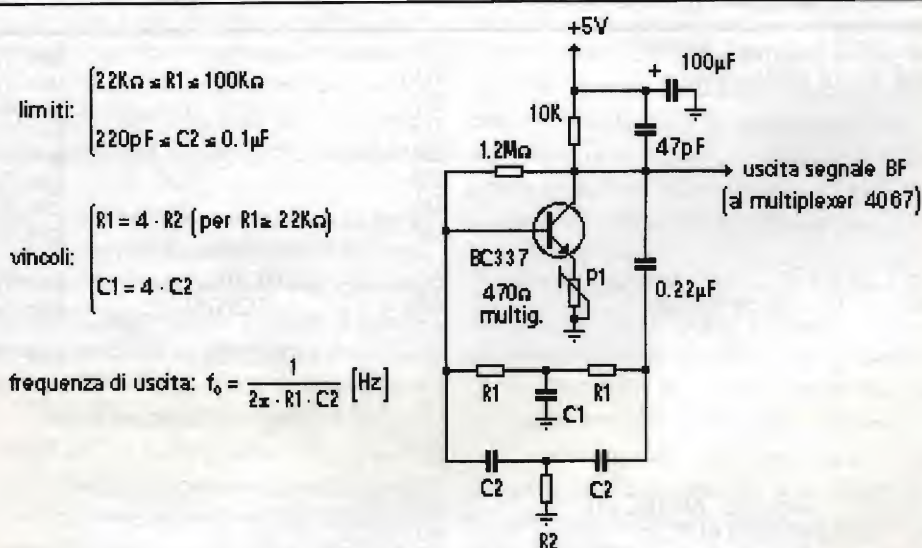 limiti:
22KΩ ≤ R1 ≤ 100KΩ
220pF ≤ C2 ≤ 0.1µF
vincoli:
R1 = 4 · R2 (per R1 ≥ 22KΩ)
C1 = 4 · C2
frequenza di uscita: f₀ = 1 / 2π · R1 · C2 [Hz]
+5V
+ 100µF
10K
47pF
1.2MΩ
uscita segnale BF
(al multiplexer 4067)
BC337
P1
470Ω
multig.
0.22µF
R1
R1
C1
C2
C2
R2